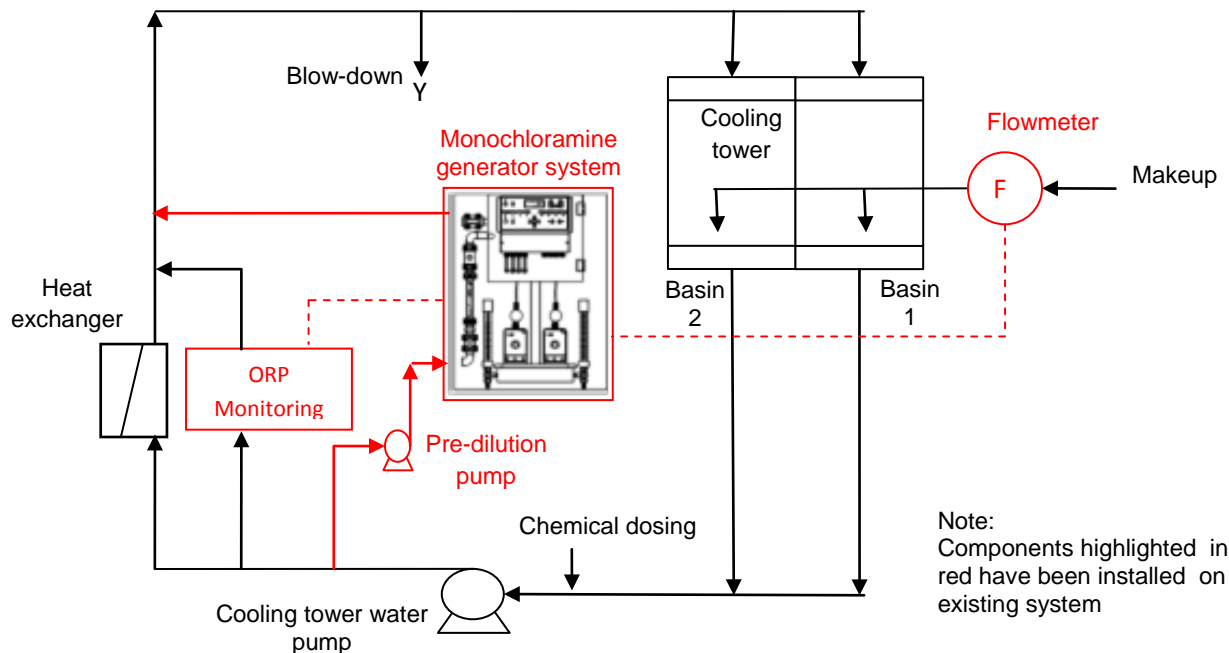 Blow-down
Y
Monochloramine
generator system
Cooling
tower
Flowmeter
F
Makeup
Heat
exchanger
Basin
2
Basin
1
ORP
Monitoring
Pre-dilution
pump
Chemical dosing
Cooling tower water
pump
Note:
Components highlighted in
red have been installed on
existing system